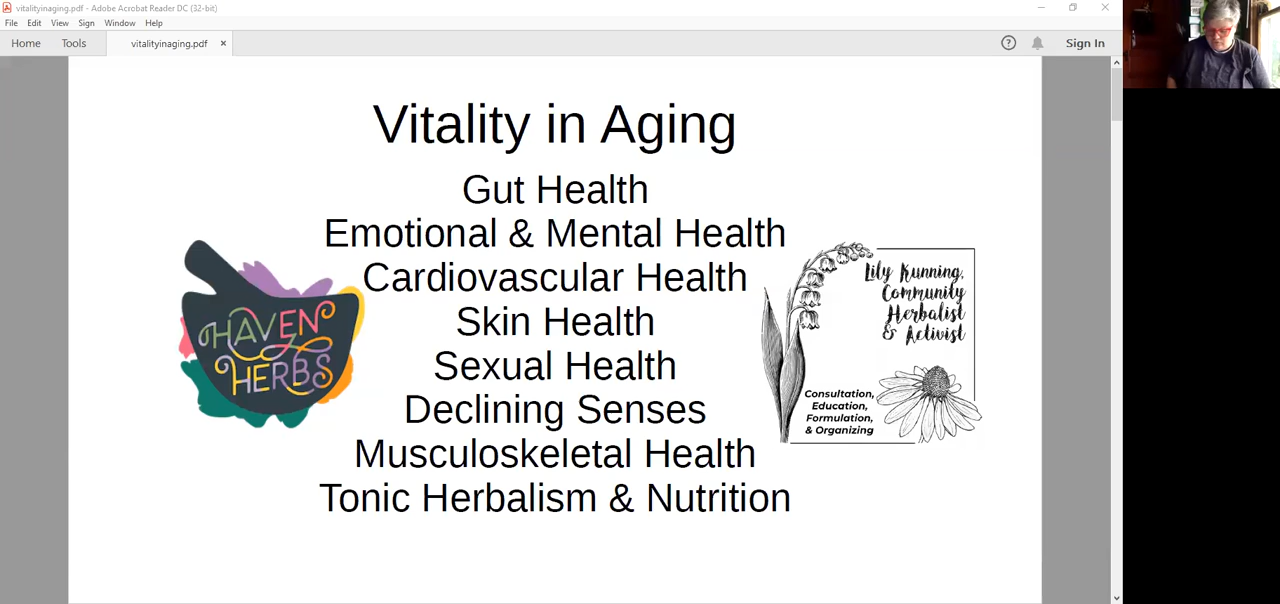 vitalityinaging.pdf - Adobe Acrobat Reader DC (32-bit)
File Edit View Sign Window Help
Home Tools vitalityinaging.pdf × Sign In
Vitality in Aging
Gut Health
Emotional & Mental Health
Cardiovascular Health
Skin Health
Sexual Health
Declining Senses
Musculoskeletal Health
Tonic Herbalism & Nutrition
HAVEN
HERBS
Lily Kunning,
Community
Herbalist
& Activist
Consultation,
Education,
Formulation,
& Organizing